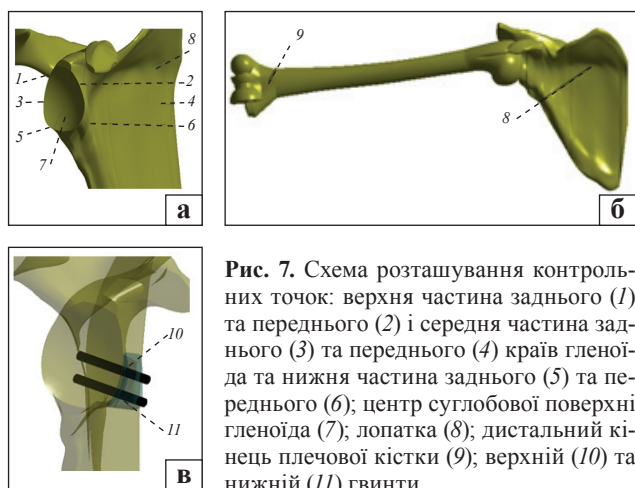 1
3
5
7
8
2
4
6
а
9
8
б
10
11
в
Рис. 7. Схема розташування контроль-
них точок: верхня частина заднього (1)
та переднього (2) і середня частина зад-
нього (3) та переднього (4) країв гленої-
да та нижня частина заднього (5) та пе-
реднього (6); центр суглобової поверхні
гленоїда (7); лопатка (8); дистальний кі-
нець плечової кістки (9); верхній (10) та
нижній (11) гвинти